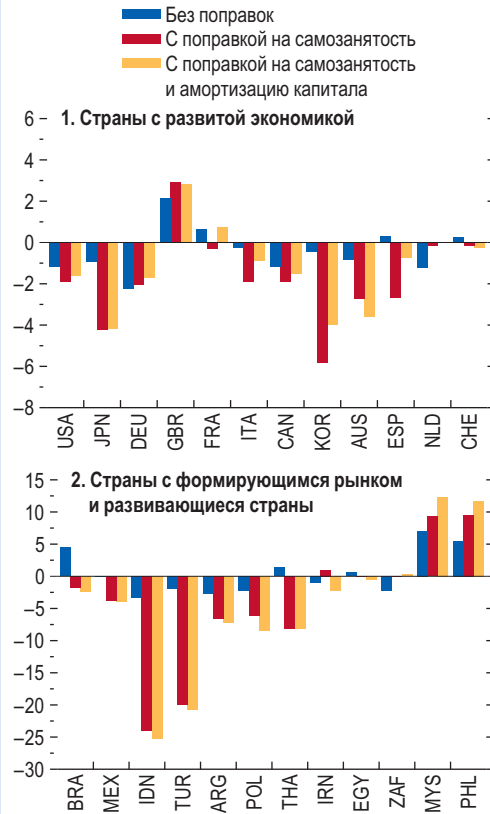 Без поправок
С поправкой на самозанятость
С поправкой на самозанятость
и амортизацию капитала
1. Страны с развитой экономикой
6
4
2
0
–2
–4
–6
–8
USA JPN DEU GBR FRA ITA CAN KOR AUS ESP NLD CHE
2. Страны с формирующимся рынком
и развивающиеся страны
15
10
5
0
–5
–10
–15
–20
–25
–30
BRA MEX IDN TUR ARG POL THA IRN EGY ZAF MYS PHL